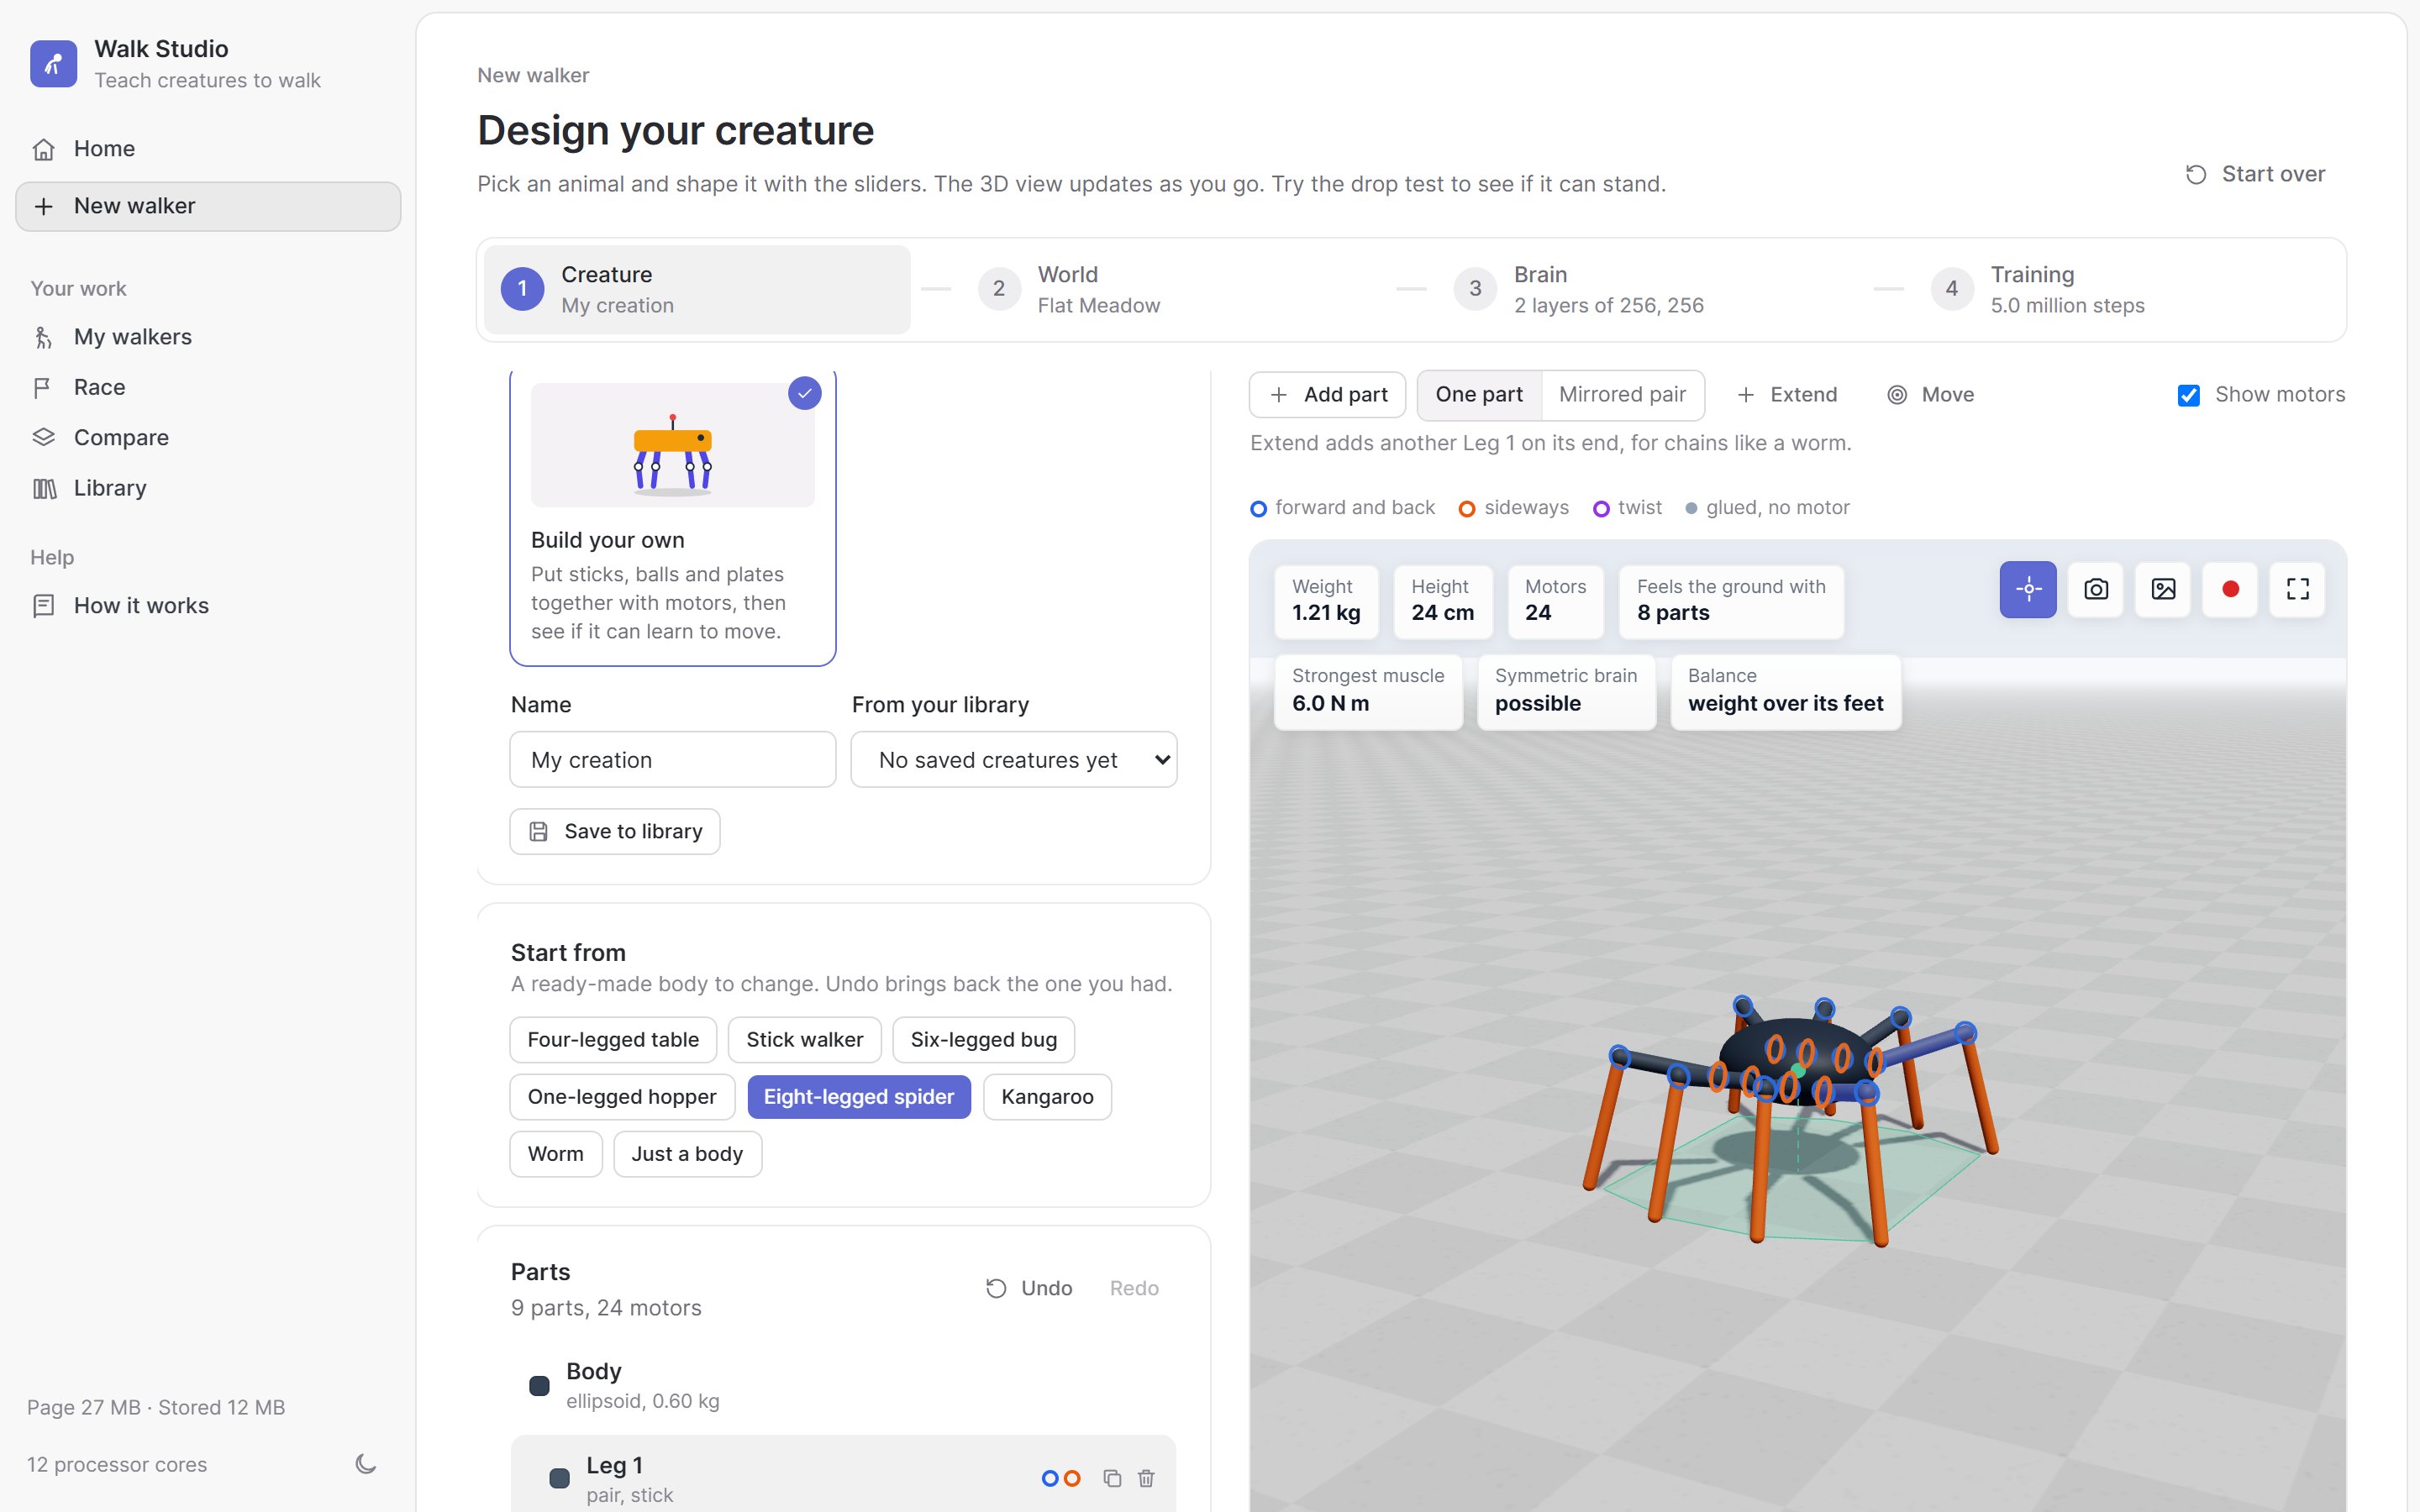 Walk Studio
Teach creatures to walk
Home
New walker
Your work
My walkers
Race
Compare
Library
Help
How it works
Page 27 MB · Stored 12 MB
12 processor cores
New walker
Design your creature
Pick an animal and shape it with the sliders. The 3D view updates as you go. Try the drop test to see if it can stand.
Start over
1
Creature
My creation
2
World
Flat Meadow
3
Brain
2 layers of 256, 256
4
Training
5.0 million steps
Build your own
Put sticks, balls and plates
together with motors, then
see if it can learn to move.
Name
From your library
My creation
No saved creatures yet
Save to library
Start from
A ready-made body to change. Undo brings back the one you had.
Four-legged table
Stick walker
Six-legged bug
One-legged hopper
Eight-legged spider
Kangaroo
Worm
Just a body
Parts
9 parts, 24 motors
Undo
Redo
Body
ellipsoid, 0.60 kg
Leg 1
pair, stick
Add part
One part
Mirrored pair
Extend
Move
Show motors
Extend adds another Leg 1 on its end, for chains like a worm.
forward and back
sideways
twist
glued, no motor
Weight
1.21 kg
Height
24 cm
Motors
24
Feels the ground with
8 parts
Strongest muscle
6.0 N m
Symmetric brain
possible
Balance
weight over its feet